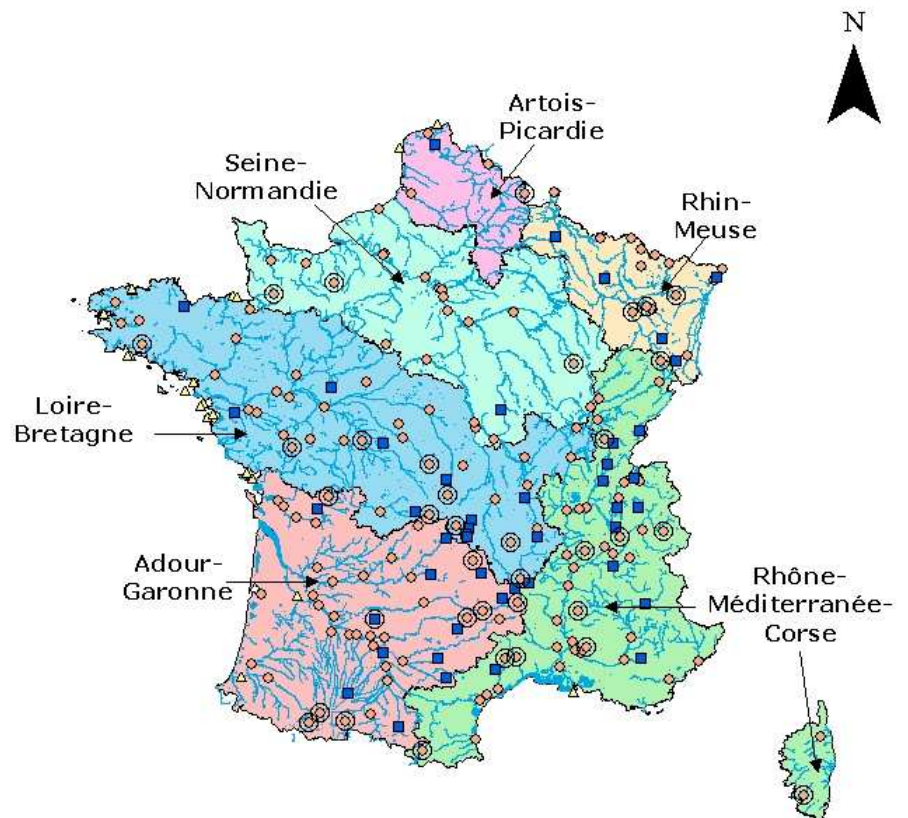 N
Artois-
Picardie
Seine-
Normandie
Rhin-
Meuse
Loire-
Bretagne
Adour-
Garonne
Rhône-
Méditerranée-
Corse